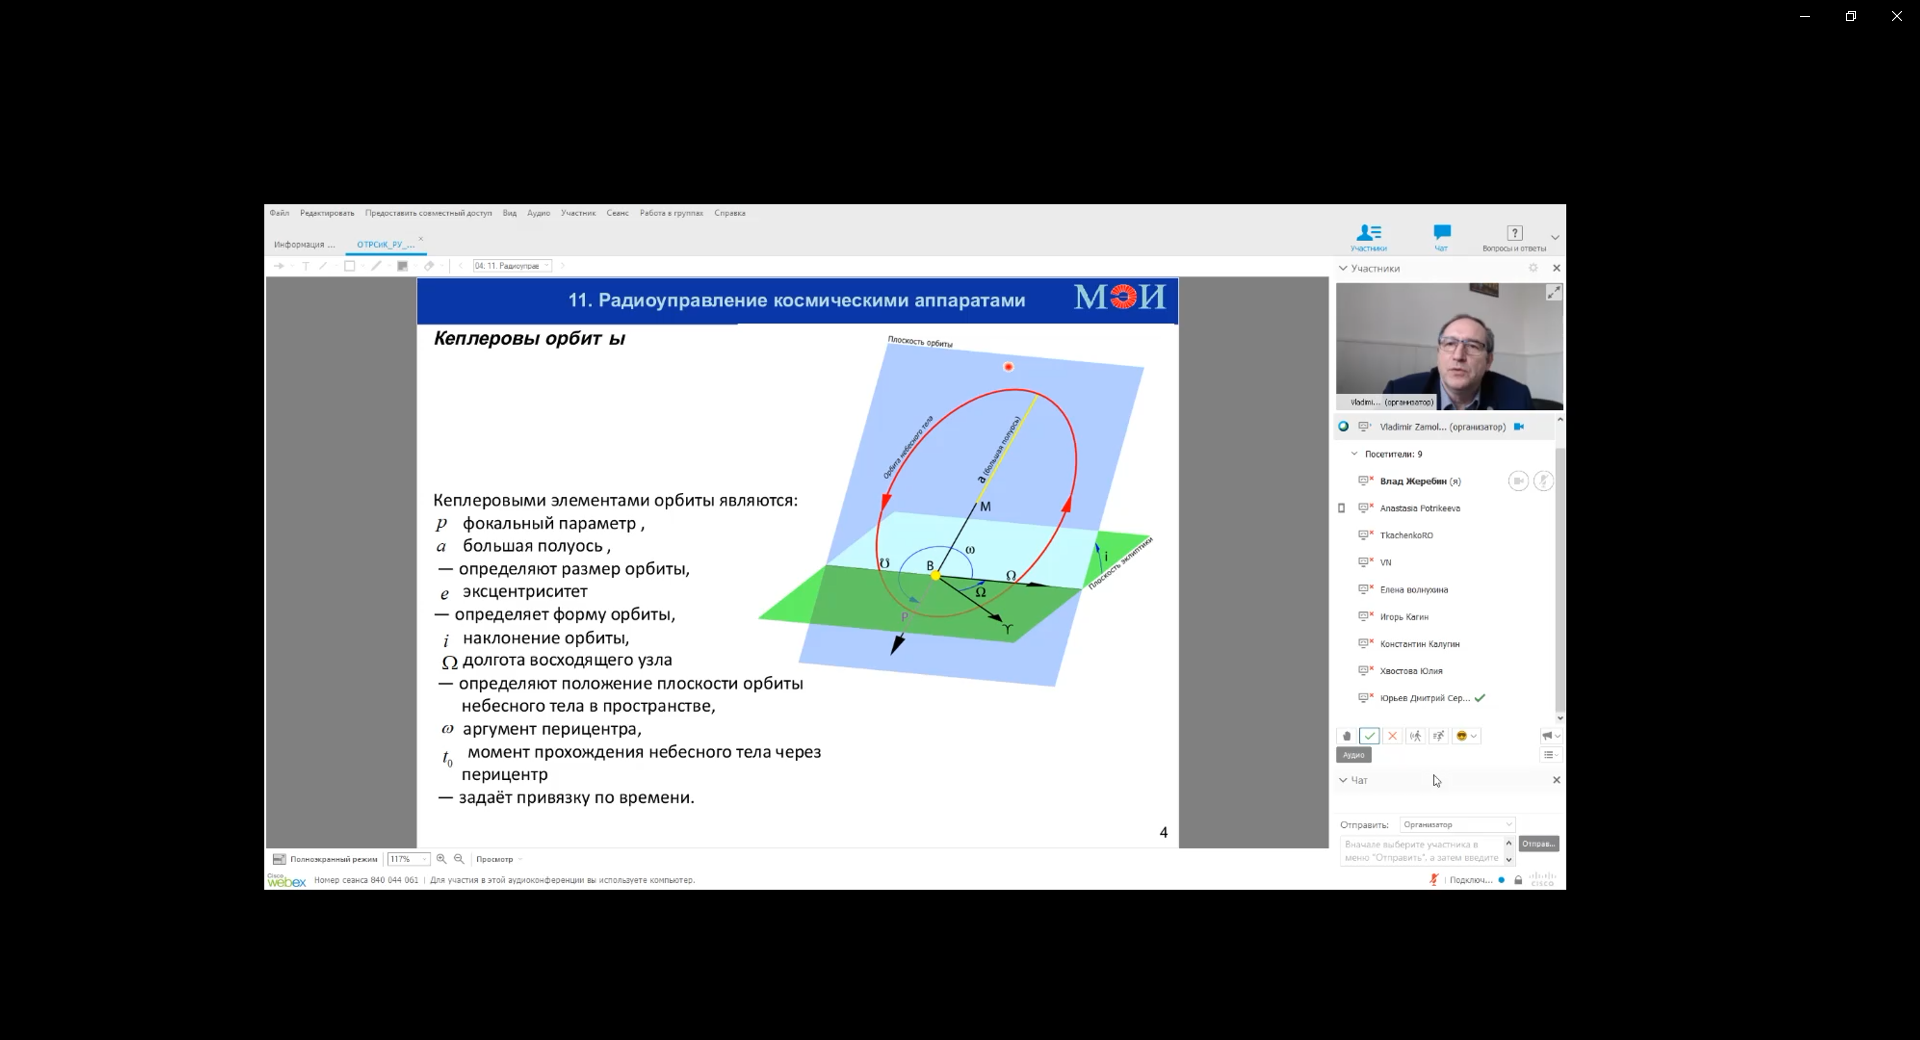 Файл Редактировать Предоставить совместный доступ Вид Аудио Участник Сеанс Работа в группах Справка
Информация ... ОТРСиК_РУ_...
Участники Чат Вопросы и ответы
04: 11. Радиоуправ
11. Радиоуправление космическими аппаратами
МЭИ
Кеплеровы орбит ы
Плоскость орбиты
Орбита небесного тела
a (большая полуось)
M
ω
B
℧
Ω
Ω
i
Плоскость эклиптики
P
♈
Кеплеровыми элементами орбиты являются:
p фокальный параметр ,
a большая полуось ,
— определяют размер орбиты,
e эксцентриситет
— определяет форму орбиты,
i наклонение орбиты,
Ω долгота восходящего узла
— определяют положение плоскости орбиты
небесного тела в пространстве,
ω аргумент перицентра,
t0 момент прохождения небесного тела через
перицентр
— задаёт привязку по времени.
4
Участники
Vladimi... (организатор)
Vladimir Zamol... (организатор)
Посетители: 9
Влад Жеребин (я)
Anastasia Potrikeeva
TkachenkoRO
VN
Елена волнухина
Игорь Кагин
Константин Калугин
Хвостова Юлия
Юрьев Дмитрий Сер...
Аудио
Чат
Отправить: Организатор
Вначале выберите участника в
меню "Отправить", а затем введите
Отправ...
Полноэкранный режим 117% Просмотр
Cisco
webex Номер сеанса 840 044 061 | Для участия в этой аудиоконференции вы используете компьютер.
Подключ...
CISCO